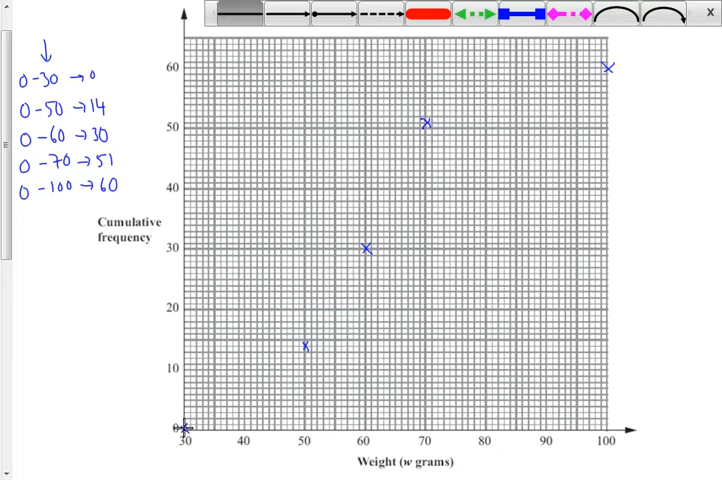 0-30 → 0
0-50 → 14
0-60 → 30
0-70 → 51
0-100 → 60
Cumulative
frequency
60
50
40
30
20
10
0
30 40 50 60 70 80 90 100
Weight (w grams)
X